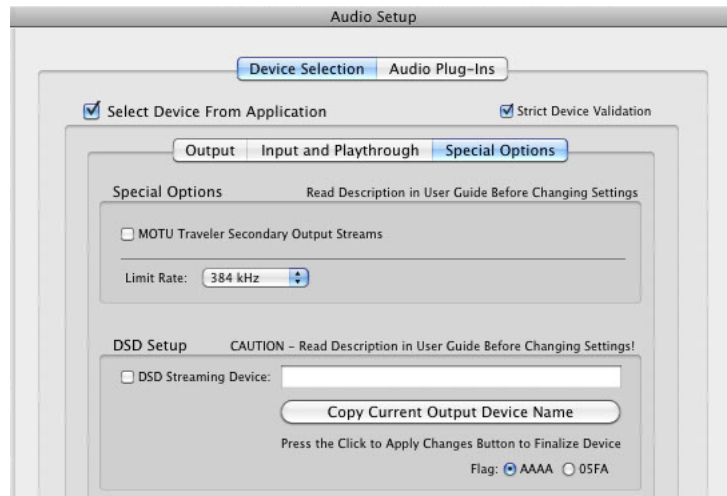 Audio Setup
Device Selection Audio Plug-Ins
Select Device From Application Strict Device Validation
Output Input and Playthrough Special Options
Special Options Read Description in User Guide Before Changing Settings
MOTU Traveler Secondary Output Streams
Limit Rate: 384 kHz
DSD Setup CAUTION - Read Description in User Guide Before Changing Settings!
DSD Streaming Device:
Copy Current Output Device Name
Press the Click to Apply Changes Button to Finalize Device
Flag: AAAA 05FA